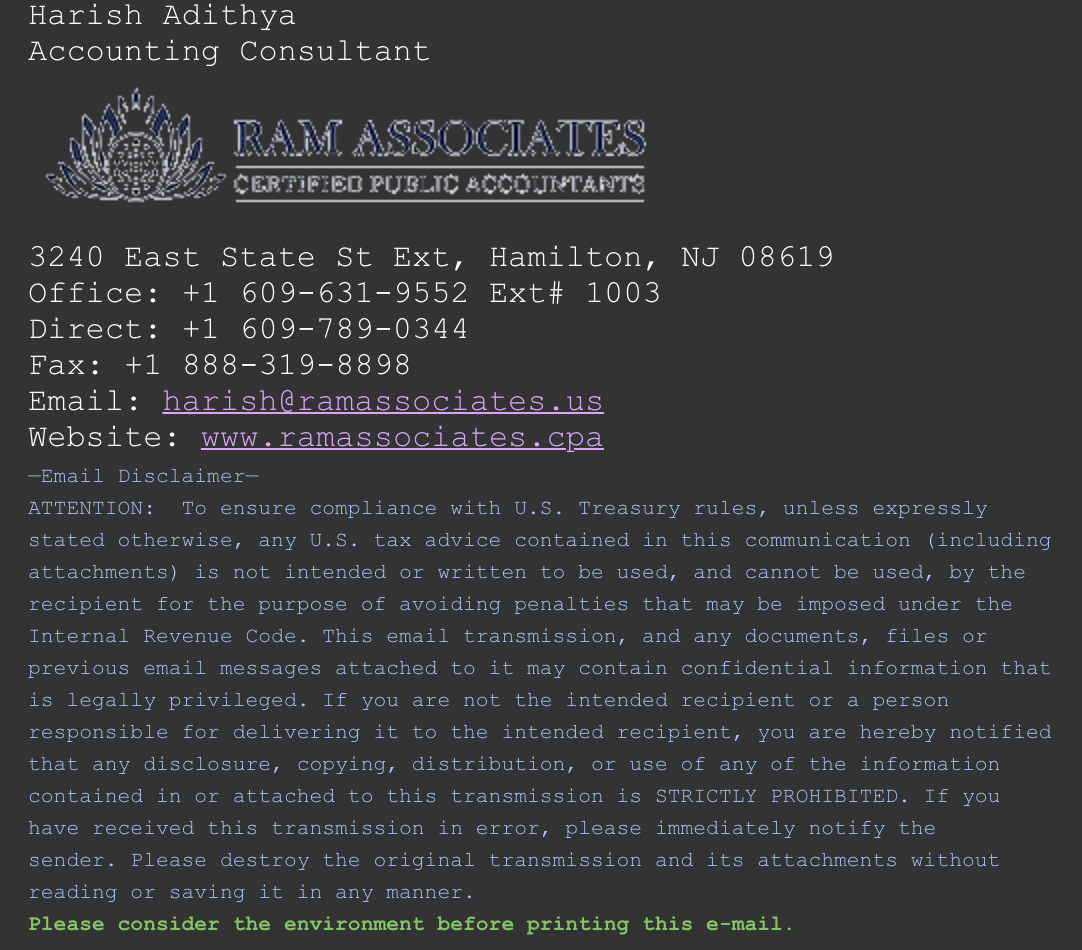 Harish Adithya
Accounting Consultant
RAM ASSOCIATES
CERTIFIED PUBLIC ACCOUNTANTS
3240 East State St Ext, Hamilton, NJ 08619
Office: +1 609-631-9552 Ext# 1003
Direct: +1 609-789-0344
Fax: +1 888-319-8898
Email: harish@ramassociates.us
Website: www.ramassociates.cpa
—Email Disclaimer—
ATTENTION:  To ensure compliance with U.S. Treasury rules, unless expressly
stated otherwise, any U.S. tax advice contained in this communication (including
attachments) is not intended or written to be used, and cannot be used, by the
recipient for the purpose of avoiding penalties that may be imposed under the
Internal Revenue Code. This email transmission, and any documents, files or
previous email messages attached to it may contain confidential information that
is legally privileged. If you are not the intended recipient or a person
responsible for delivering it to the intended recipient, you are hereby notified
that any disclosure, copying, distribution, or use of any of the information
contained in or attached to this transmission is STRICTLY PROHIBITED. If you
have received this transmission in error, please immediately notify the
sender. Please destroy the original transmission and its attachments without
reading or saving it in any manner.
Please consider the environment before printing this e-mail.